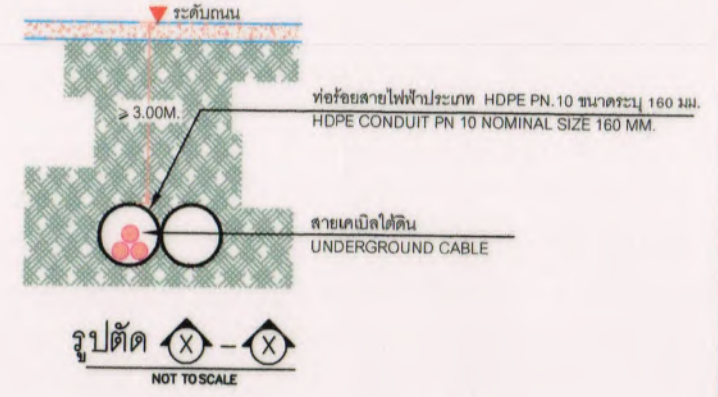 ระดับถนน
≥ 3.00M.
ท่อร้อยสายไฟฟ้าประเภท HDPE PN.10 ขนาดระบุ 160 มม.
HDPE CONDUIT PN 10 NOMINAL SIZE 160 MM.
สายเคเบิลใต้ดิน
UNDERGROUND CABLE
รูปตัด X - X
NOT TO SCALE